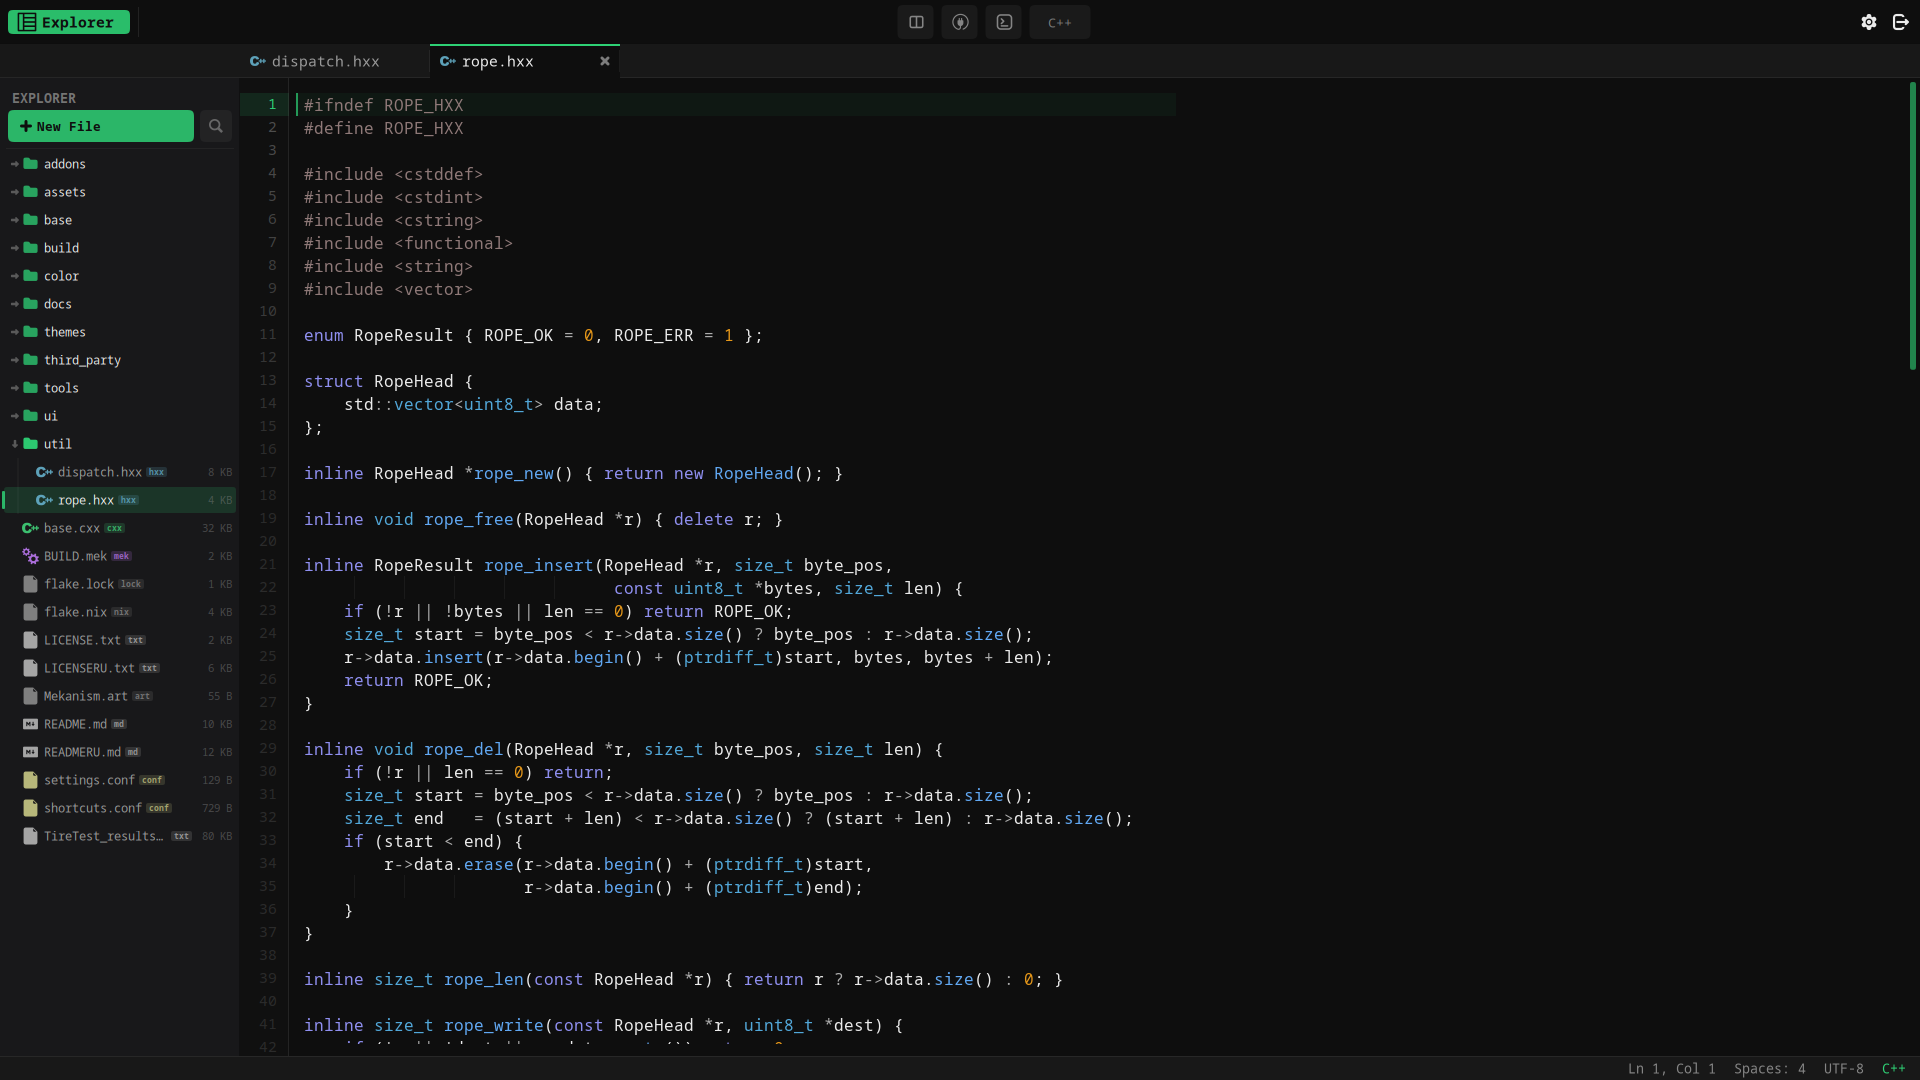 Explorer
C++
dispatch.hxx
rope.hxx
EXPLORER
New File
addons
assets
base
build
color
docs
themes
third_party
tools
ui
util
dispatch.hxx hxx 8 KB
rope.hxx hxx 4 KB
base.cxx cxx 32 KB
BUILD.mek mek 2 KB
flake.lock lock 1 KB
flake.nix nix 4 KB
LICENSE.txt txt 2 KB
LICENSERU.txt txt 6 KB
Mekanism.art art 55 B
README.md md 10 KB
READMERU.md md 12 KB
settings.conf conf 129 B
shortcuts.conf conf 729 B
TireTest_results… txt 80 KB
1 #ifndef ROPE_HXX
2 #define ROPE_HXX
3
4 #include <cstddef>
5 #include <cstdint>
6 #include <cstring>
7 #include <functional>
8 #include <string>
9 #include <vector>
10
11 enum RopeResult { ROPE_OK = 0, ROPE_ERR = 1 };
12
13 struct RopeHead {
14     std::vector<uint8_t> data;
15 };
16
17 inline RopeHead *rope_new() { return new RopeHead(); }
18
19 inline void rope_free(RopeHead *r) { delete r; }
20
21 inline RopeResult rope_insert(RopeHead *r, size_t byte_pos,
22                                const uint8_t *bytes, size_t len) {
23     if (!r || !bytes || len == 0) return ROPE_OK;
24     size_t start = byte_pos < r->data.size() ? byte_pos : r->data.size();
25     r->data.insert(r->data.begin() + (ptrdiff_t)start, bytes, bytes + len);
26     return ROPE_OK;
27 }
28
29 inline void rope_del(RopeHead *r, size_t byte_pos, size_t len) {
30     if (!r || len == 0) return;
31     size_t start = byte_pos < r->data.size() ? byte_pos : r->data.size();
32     size_t end   = (start + len) < r->data.size() ? (start + len) : r->data.size();
33     if (start < end) {
34         r->data.erase(r->data.begin() + (ptrdiff_t)start,
35                       r->data.begin() + (ptrdiff_t)end);
36     }
37 }
38
39 inline size_t rope_len(const RopeHead *r) { return r ? r->data.size() : 0; }
40
41 inline size_t rope_write(const RopeHead *r, uint8_t *dest) {
42
Ln 1, Col 1 Spaces: 4 UTF-8 C++